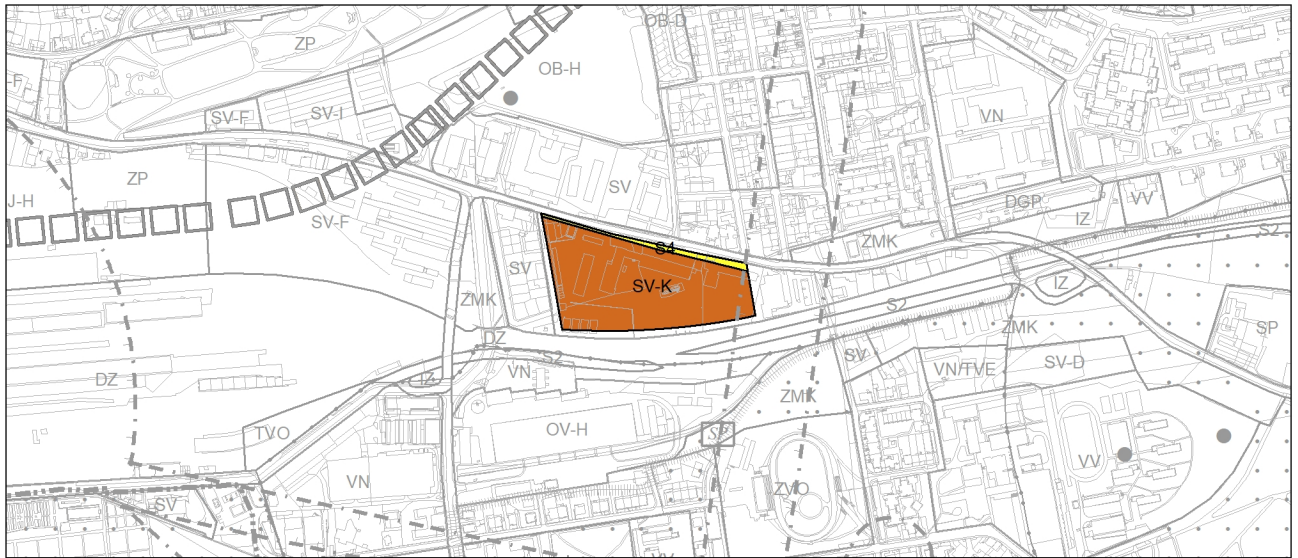 OB-D
ZP
OB-H
F
SV-F
SV-I
VN
ZP
SV
J-H
SV-F
DGP
IZ
VV
S4
ZMK
S2
SV
SV-K
ZMK
IZ
S2
ZMK
SP
DZ
S2
SV
VN/TVE
SV-D
DZ
IZ
VN
ZMK
TVO
OV-H
SP
VN
VV
ZVO
SV
VV